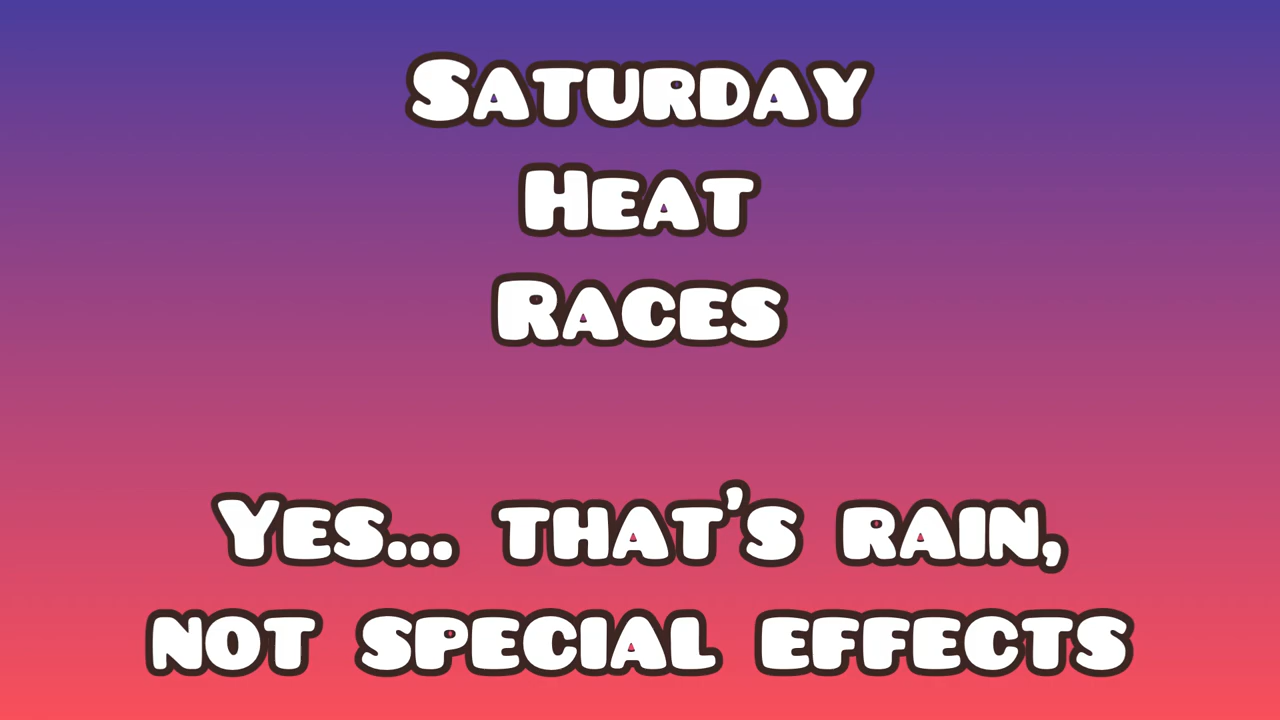 Saturday
Heat
Races
Yes... that's rain,
not special effects